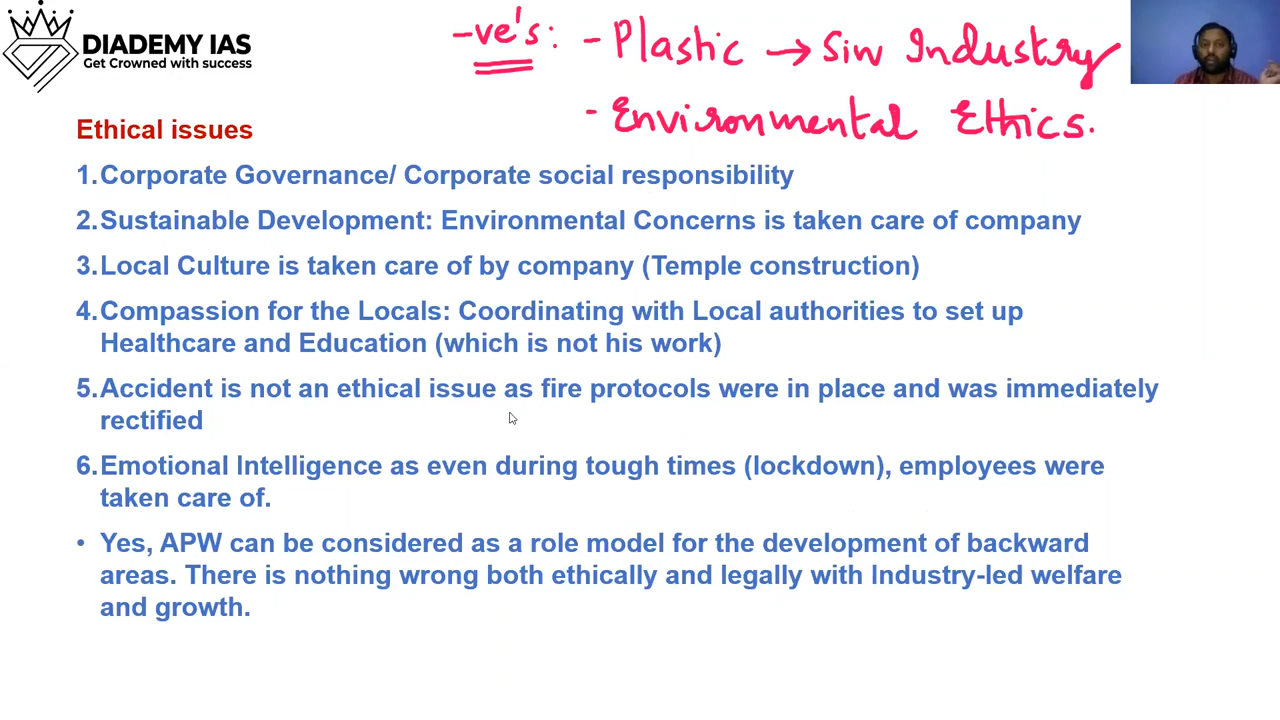 DIADEMY IAS
Get Crowned with success
-ve's: - Plastic → Sin Industry
- Environmental Ethics.
Ethical issues
1.Corporate Governance/ Corporate social responsibility
2.Sustainable Development: Environmental Concerns is taken care of company
3.Local Culture is taken care of by company (Temple construction)
4.Compassion for the Locals: Coordinating with Local authorities to set up
Healthcare and Education (which is not his work)
5.Accident is not an ethical issue as fire protocols were in place and was immediately
rectified
6.Emotional Intelligence as even during tough times (lockdown), employees were
taken care of.
• Yes, APW can be considered as a role model for the development of backward
areas. There is nothing wrong both ethically and legally with Industry-led welfare
and growth.